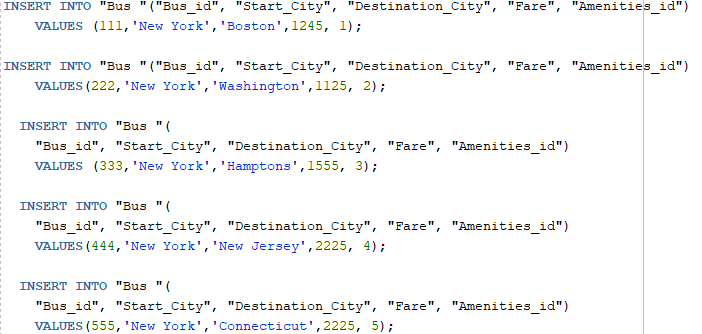 INSERT INTO "Bus "("Bus_id", "Start_City", "Destination_City", "Fare", "Amenities_id")
VALUES (111,'New York','Boston',1245, 1);
INSERT INTO "Bus "("Bus_id", "Start_City", "Destination_City", "Fare", "Amenities_id")
VALUES(222,'New York','Washington',1125, 2);
INSERT INTO "Bus "(
"Bus_id", "Start_City", "Destination_City", "Fare", "Amenities_id")
VALUES (333,'New York','Hamptons',1555, 3);
INSERT INTO "Bus "(
"Bus_id", "Start_City", "Destination_City", "Fare", "Amenities_id")
VALUES(444,'New York','New Jersey',2225, 4);
INSERT INTO "Bus "(
"Bus_id", "Start_City", "Destination_City", "Fare", "Amenities_id")
VALUES(555,'New York','Connecticut',2225, 5);